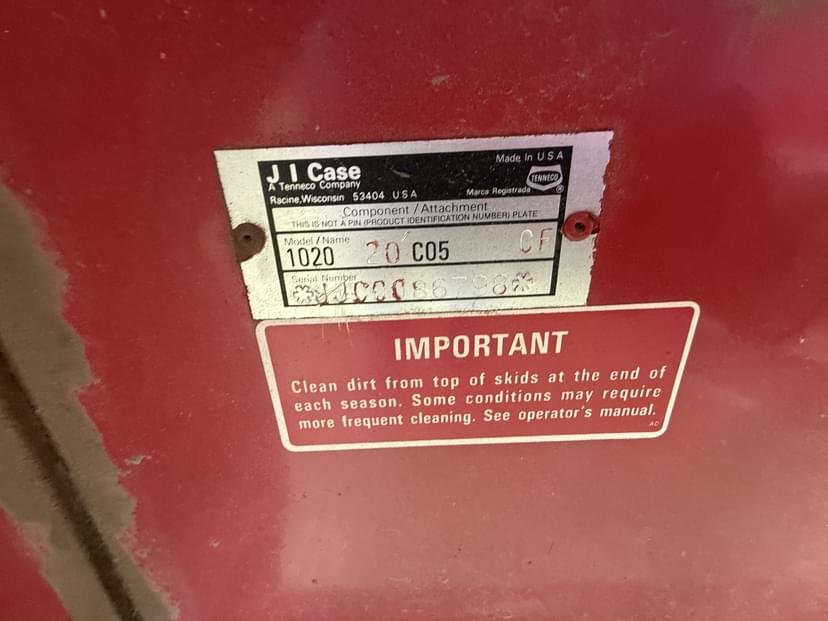 J I Case
A Tenneco Company
Racine, Wisconsin 53404 U.S.A
Made In U S A
TENNECO
Marca Registrada ®
Component / Attachment
THIS IS NOT A PIN (PRODUCT IDENTIFICATION NUMBER) PLATE
Model / Name
1020 20' C05 CF
Serial Number
IMPORTANT
Clean dirt from top of skids at the end of
each season. Some conditions may require
more frequent cleaning. See operator's manual.